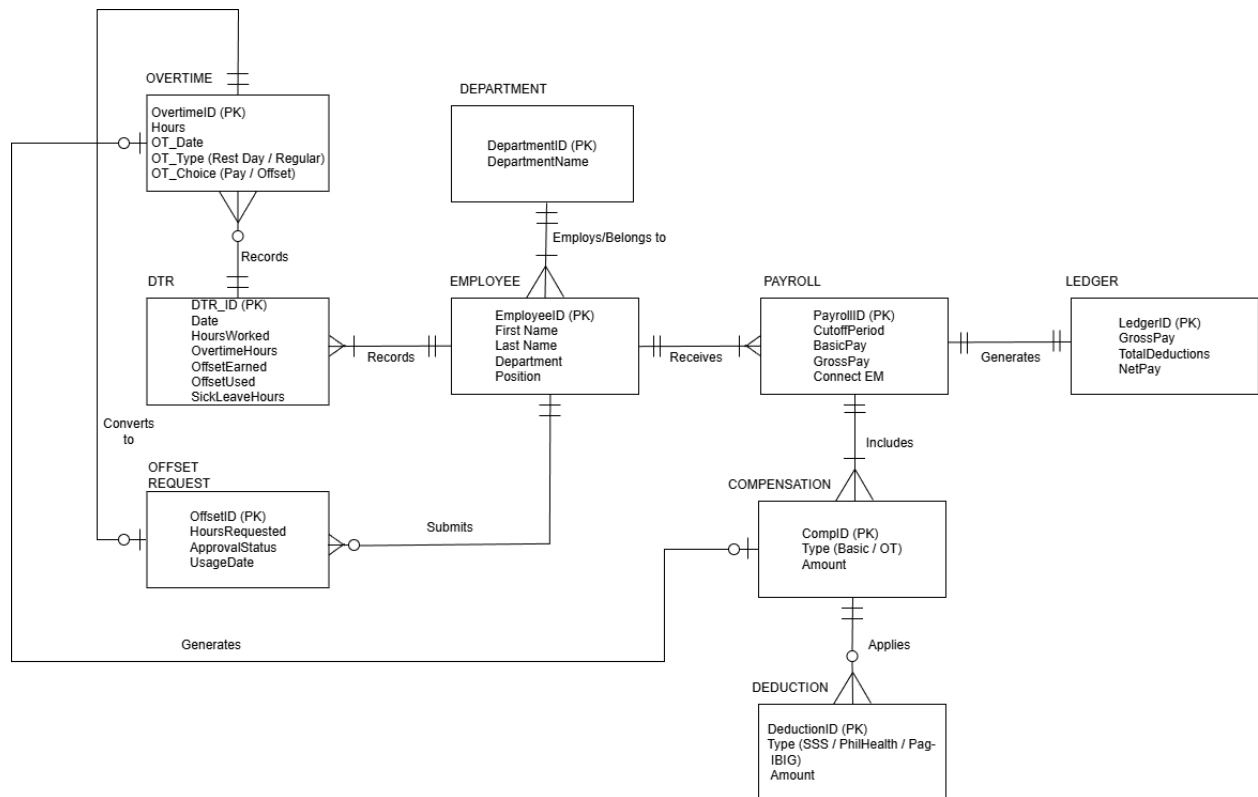 OVERTIME
OvertimeID (PK)
Hours
OT_Date
OT_Type (Rest Day / Regular)
OT_Choice (Pay / Offset)
DEPARTMENT
DepartmentID (PK)
DepartmentName
Employs/Belongs to
Records
DTR
DTR_ID (PK)
Date
HoursWorked
OvertimeHours
OffsetEarned
OffsetUsed
SickLeaveHours
Records
EMPLOYEE
EmployeeID (PK)
First Name
Last Name
Department
Position
Receives
PAYROLL
PayrollID (PK)
CutoffPeriod
BasicPay
GrossPay
Connect EM
Generates
LEDGER
LedgerID (PK)
GrossPay
TotalDeductions
NetPay
Converts
to
Includes
OFFSET
REQUEST
OffsetID (PK)
HoursRequested
ApprovalStatus
UsageDate
Submits
COMPENSATION
CompID (PK)
Type (Basic / OT)
Amount
Generates
Applies
DEDUCTION
DeductionID (PK)
Type (SSS / PhilHealth / Pag-
IBIG)
Amount